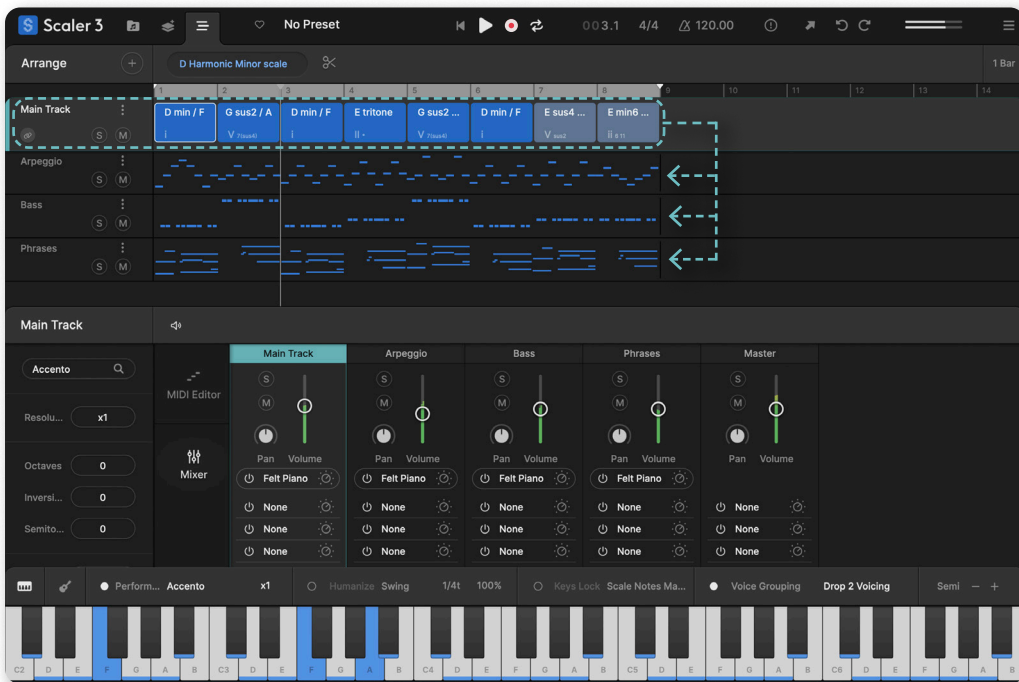 Scaler 3 No Preset 003.1 4/4 120.00
Arrange + D Harmonic Minor scale 1 Bar
1 2 3 4 5 6 7 8 9 10 11 12 13 14
Main Track D min / F G sus2 / A D min / F E tritone G sus2 ... D min / F E sus4 ... E min6 ...
S M i V 7(sus4) i II • V 7(sus4) i V sus2 ii
Arpeggio
S M
Bass
S M
Phrases
S M
Main Track
Main Track Arpeggio Bass Phrases Master
Accento S S S S S
MIDI Editor M M M M M
Resolu... x1
Pan Volume Pan Volume Pan Volume Pan Volume Pan Volume
Octaves 0 Mixer Felt Piano Felt Piano Felt Piano Felt Piano
Inversi... 0 None None None None None
Semito... 0 None None None None None
None None None None None
Perform... Accento x1 Humanize Swing 1/4t 100% Keys Lock Scale Notes Ma... Voice Grouping Drop 2 Voicing Semi − +
C2 D E F G A B C3 D E F G A B C4 D E F G A B C5 D E F G A B C6 D E F G A B